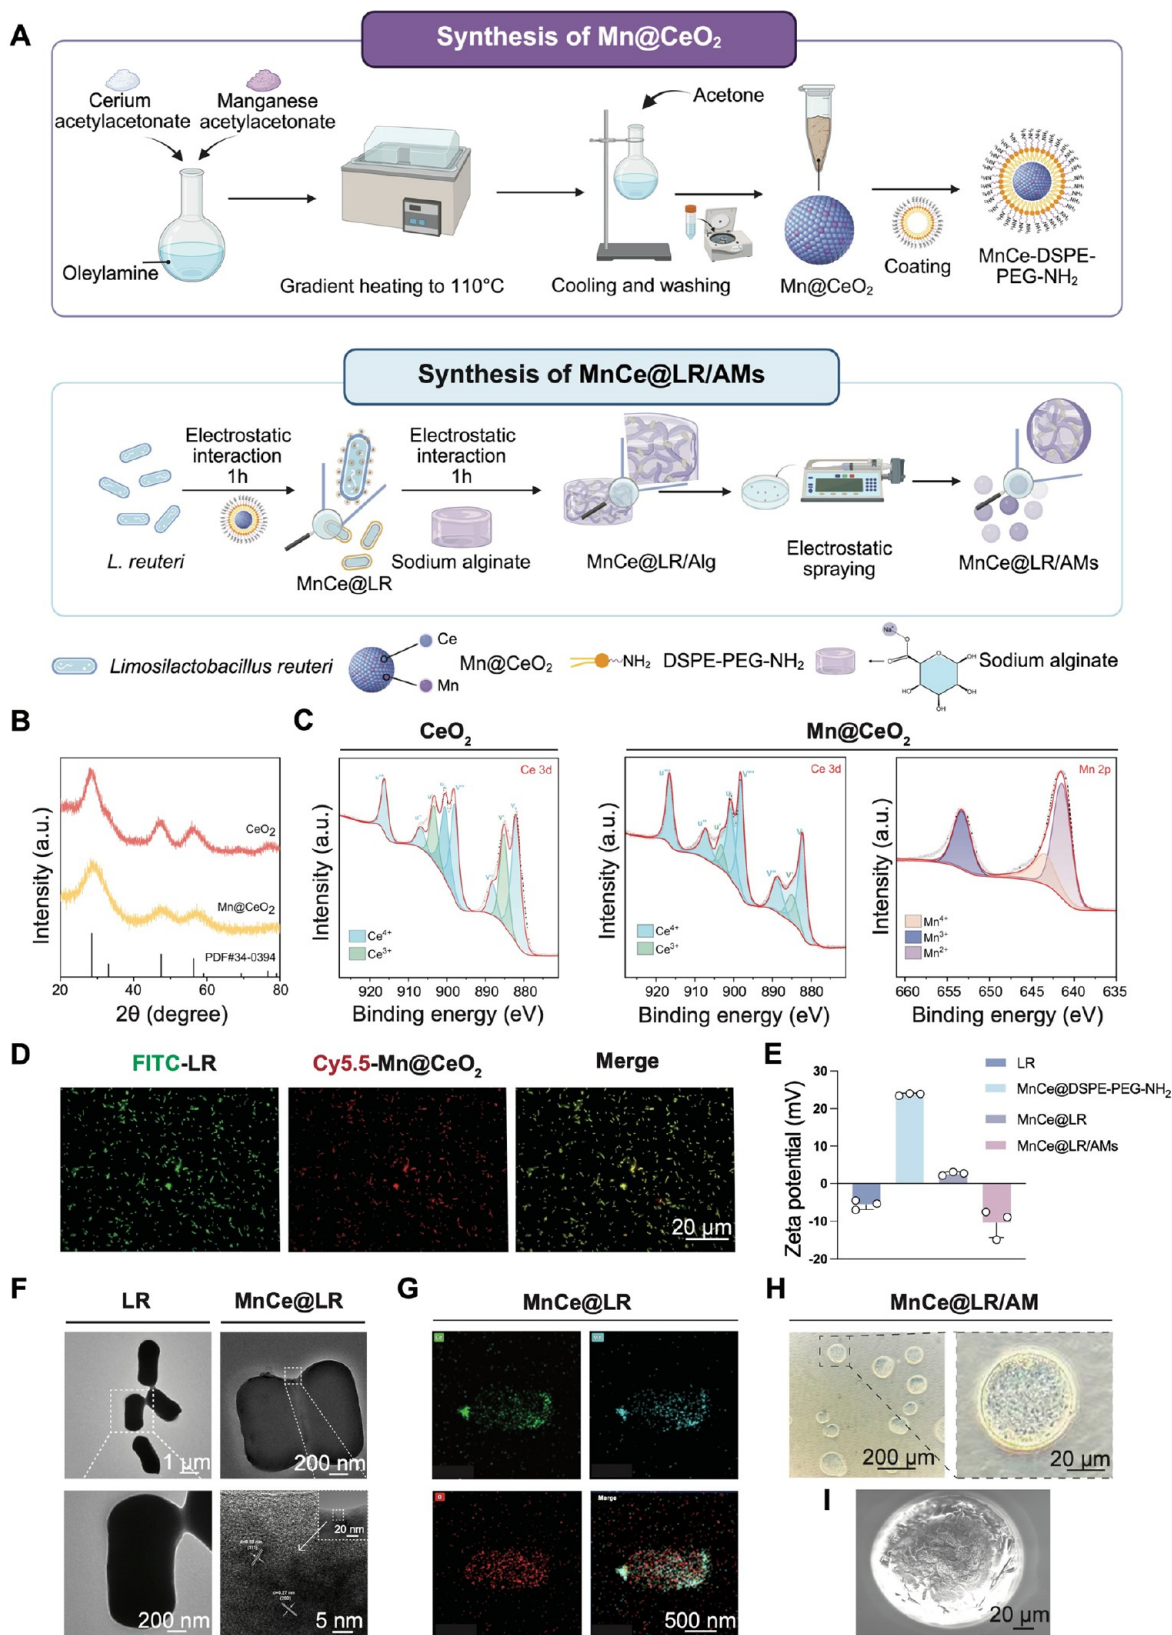 A
Synthesis of Mn@CeO2
Cerium
acetylacetonate
Manganese
acetylacetonate
Oleylamine
Gradient heating to 110°C
Acetone
Cooling and washing
Mn@CeO2
Coating
MnCe-DSPE-
PEG-NH2
Synthesis of MnCe@LR/AMs
L. reuteri
Electrostatic
interaction
1h
MnCe@LR
Electrostatic
interaction
1h
Sodium alginate
MnCe@LR/Alg
Electrostatic
spraying
MnCe@LR/AMs
Limosilactobacillus reuteri
Ce
Mn
Mn@CeO2
NH2
DSPE-PEG-NH2
Na+
O
O
O
OH
HO
OH
OH
Sodium alginate
B
Intensity (a.u.)
CeO2
Mn@CeO2
PDF#34-0394
20 40 60 80
2θ (degree)
C
CeO2
Mn@CeO2
Intensity (a.u.)
Ce 3d
Ce4+
Ce3+
920 910 900 890 880
Binding energy (eV)
Intensity (a.u.)
Ce 3d
Ce4+
Ce3+
920 910 900 890 880
Binding energy (eV)
Intensity (a.u.)
Mn 2p
Mn4+
Mn3+
Mn2+
660 655 650 645 640 635
Binding energy (eV)
D
FITC-LR
Cy5.5-Mn@CeO2
Merge
20 µm
E
Zeta potential (mV)
30
20
10
0
-10
-20
LR
MnCe@DSPE-PEG-NH2
MnCe@LR
MnCe@LR/AMs
F
LR
MnCe@LR
1 µm
200 nm
200 nm
20 nm
5 nm
G
MnCe@LR
Merge
500 nm
H
MnCe@LR/AM
200 µm
20 µm
I
20 µm